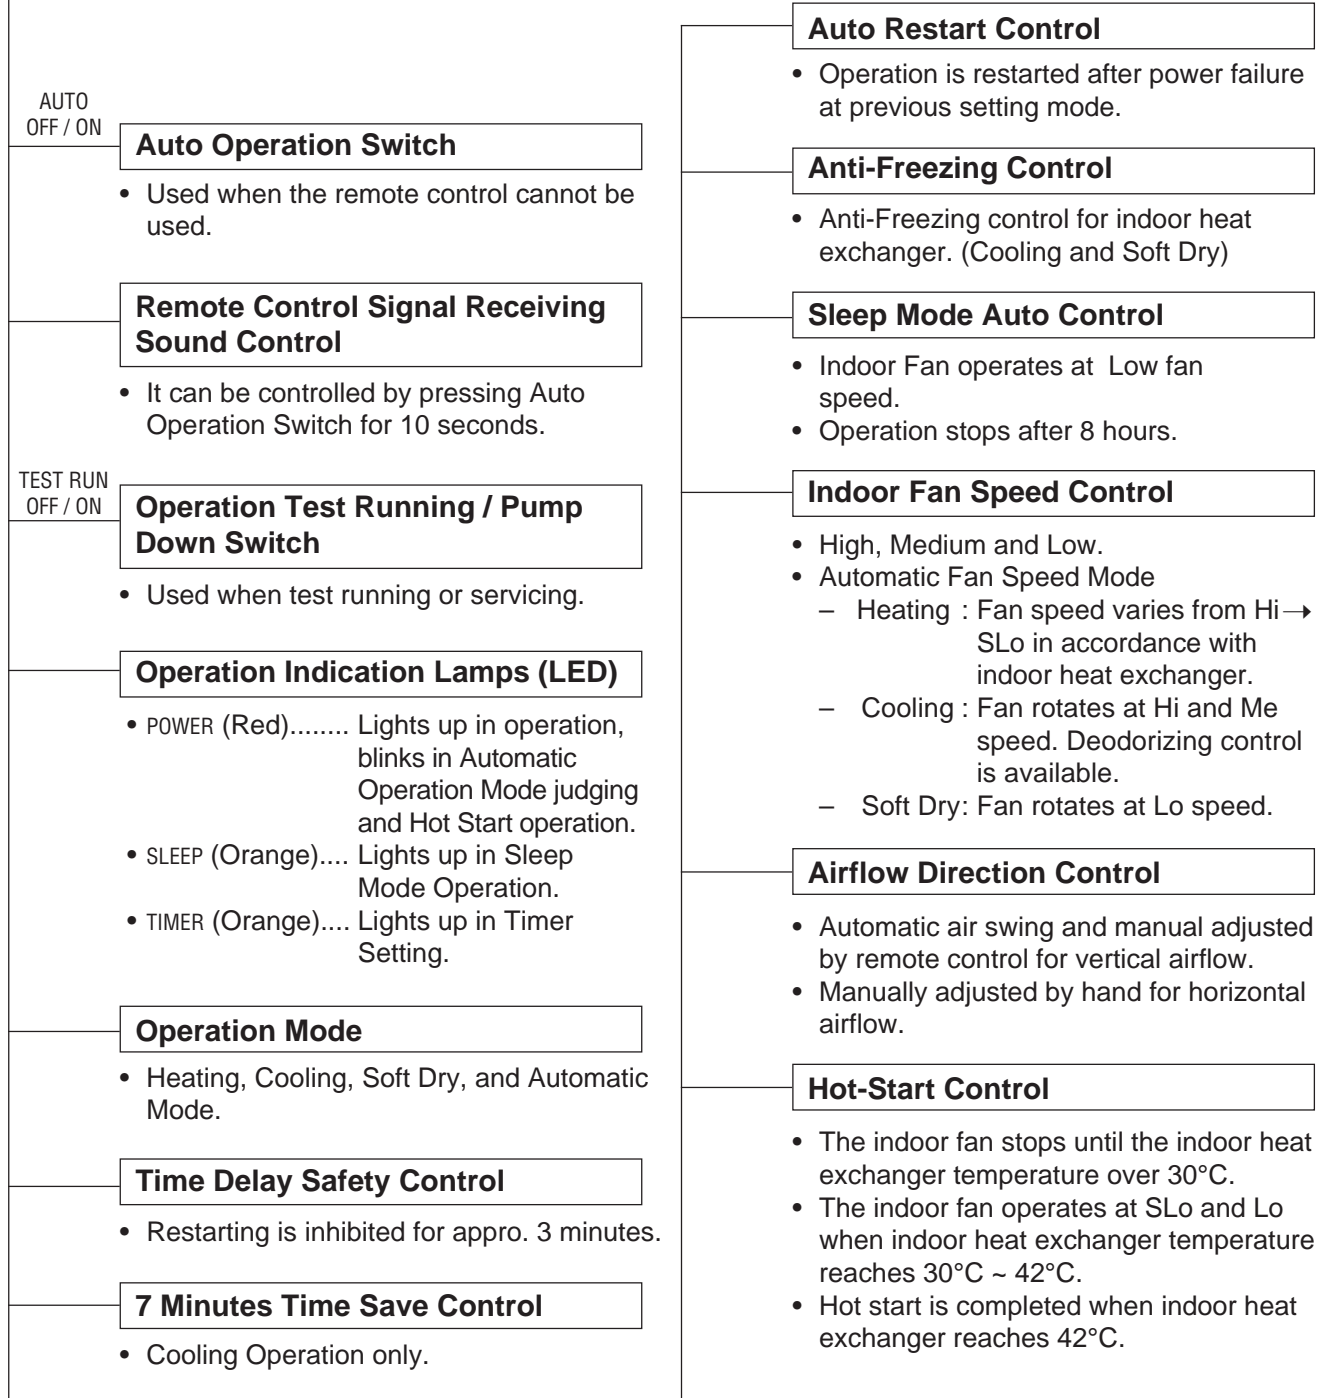 AUTO
OFF / ON
Auto Operation Switch
• Used when the remote control cannot be
used.
Remote Control Signal Receiving
Sound Control
• It can be controlled by pressing Auto
Operation Switch for 10 seconds.
TEST RUN
OFF / ON
Operation Test Running / Pump
Down Switch
• Used when test running or servicing.
Operation Indication Lamps (LED)
• POWER (Red)........ Lights up in operation,
blinks in Automatic
Operation Mode judging
and Hot Start operation.
• SLEEP (Orange).... Lights up in Sleep
Mode Operation.
• TIMER (Orange).... Lights up in Timer
Setting.
Operation Mode
• Heating, Cooling, Soft Dry, and Automatic
Mode.
Time Delay Safety Control
• Restarting is inhibited for appro. 3 minutes.
7 Minutes Time Save Control
• Cooling Operation only.
Auto Restart Control
• Operation is restarted after power failure
at previous setting mode.
Anti-Freezing Control
• Anti-Freezing control for indoor heat
exchanger. (Cooling and Soft Dry)
Sleep Mode Auto Control
• Indoor Fan operates at Low fan
speed.
• Operation stops after 8 hours.
Indoor Fan Speed Control
• High, Medium and Low.
• Automatic Fan Speed Mode
– Heating : Fan speed varies from Hi→
SLo in accordance with
indoor heat exchanger.
– Cooling : Fan rotates at Hi and Me
speed. Deodorizing control
is available.
– Soft Dry: Fan rotates at Lo speed.
Airflow Direction Control
• Automatic air swing and manual adjusted
by remote control for vertical airflow.
• Manually adjusted by hand for horizontal
airflow.
Hot-Start Control
• The indoor fan stops until the indoor heat
exchanger temperature over 30°C.
• The indoor fan operates at SLo and Lo
when indoor heat exchanger temperature
reaches 30°C ~ 42°C.
• Hot start is completed when indoor heat
exchanger reaches 42°C.